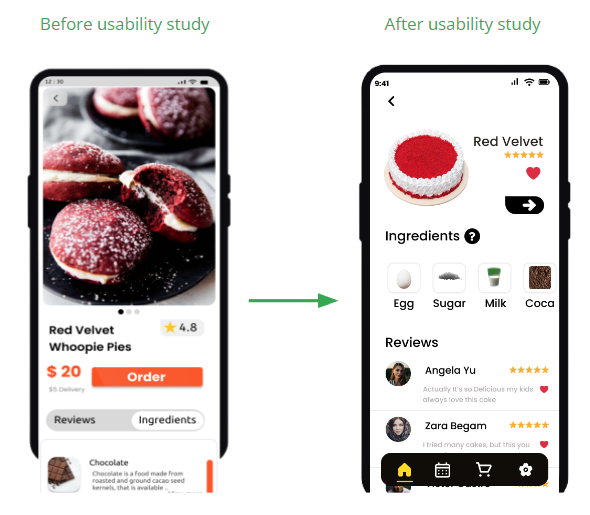 Before usability study
After usability study
12 : 30
Red Velvet
Whoopie Pies
4.8
$ 20
$5 Delivery
Order
Reviews
Ingredients
Chocolate
Chocolate is a food made from
roasted and ground cacao seed
kernels, that is available ..
9:41
Red Velvet
Ingredients ?
Egg
Sugar
Milk
Coca
Reviews
Angela Yu
Actually it's so Delicious my kids
always love this cake
Zara Begam
I tried many cakes, but this you